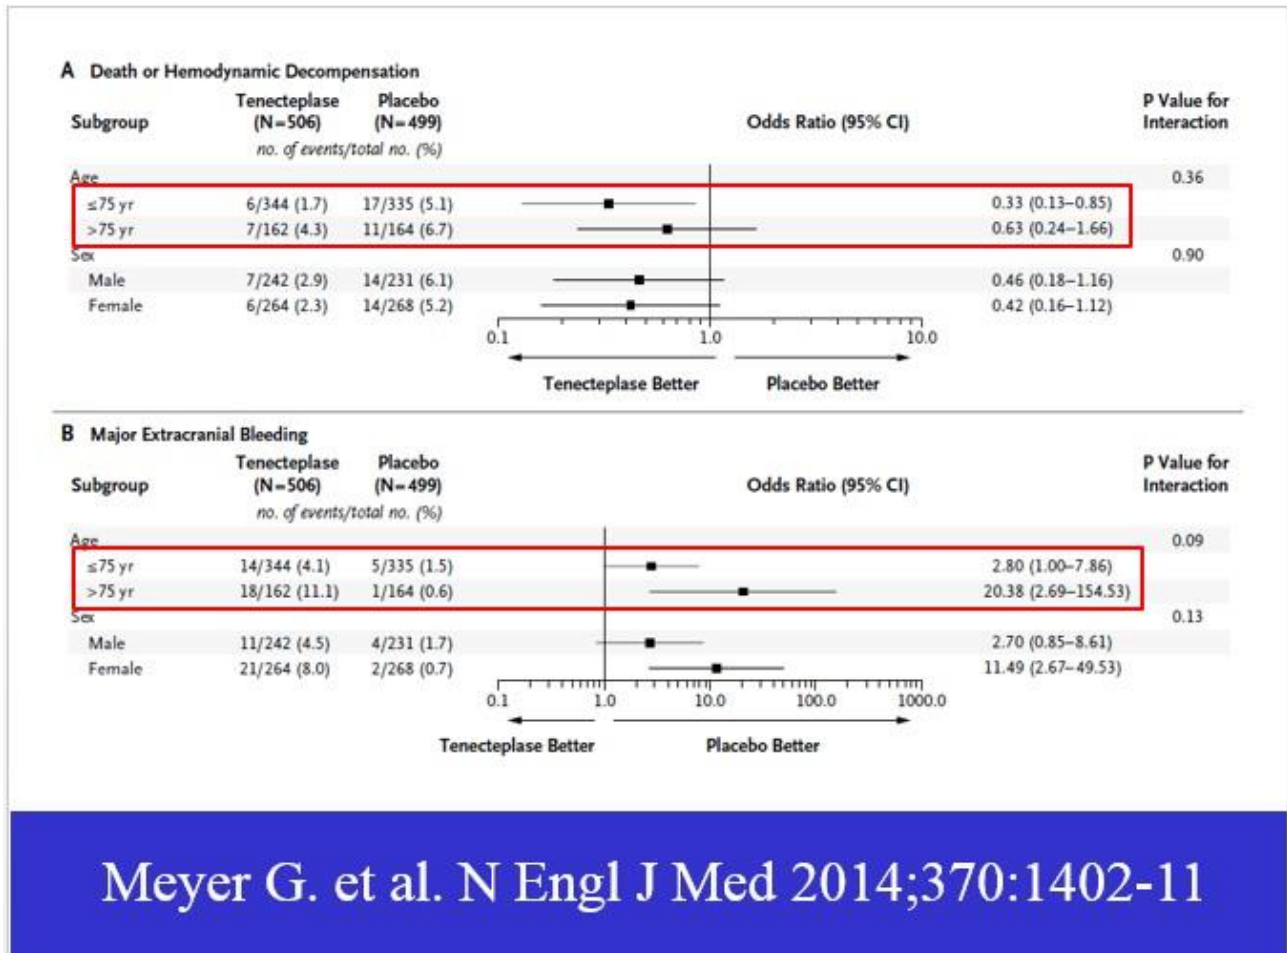 A Death or Hemodynamic Decompensation
Subgroup Tenecteplase (N=506) Placebo (N=499) Odds Ratio (95% CI) P Value for Interaction
no. of events/total no. (%)
Age 0.36
≤75 yr 6/344 (1.7) 17/335 (5.1) 0.33 (0.13–0.85)
>75 yr 7/162 (4.3) 11/164 (6.7) 0.63 (0.24–1.66)
Sex 0.90
Male 7/242 (2.9) 14/231 (6.1) 0.46 (0.18–1.16)
Female 6/264 (2.3) 14/268 (5.2) 0.42 (0.16–1.12)
0.1 1.0 10.0
Tenecteplase Better Placebo Better
B Major Extracranial Bleeding
Subgroup Tenecteplase (N=506) Placebo (N=499) Odds Ratio (95% CI) P Value for Interaction
no. of events/total no. (%)
Age 0.09
≤75 yr 14/344 (4.1) 5/335 (1.5) 2.80 (1.00–7.86)
>75 yr 18/162 (11.1) 1/164 (0.6) 20.38 (2.69–154.53)
Sex 0.13
Male 11/242 (4.5) 4/231 (1.7) 2.70 (0.85–8.61)
Female 21/264 (8.0) 2/268 (0.7) 11.49 (2.67–49.53)
0.1 1.0 10.0 100.0 1000.0
Tenecteplase Better Placebo Better
Meyer G. et al. N Engl J Med 2014;370:1402-11